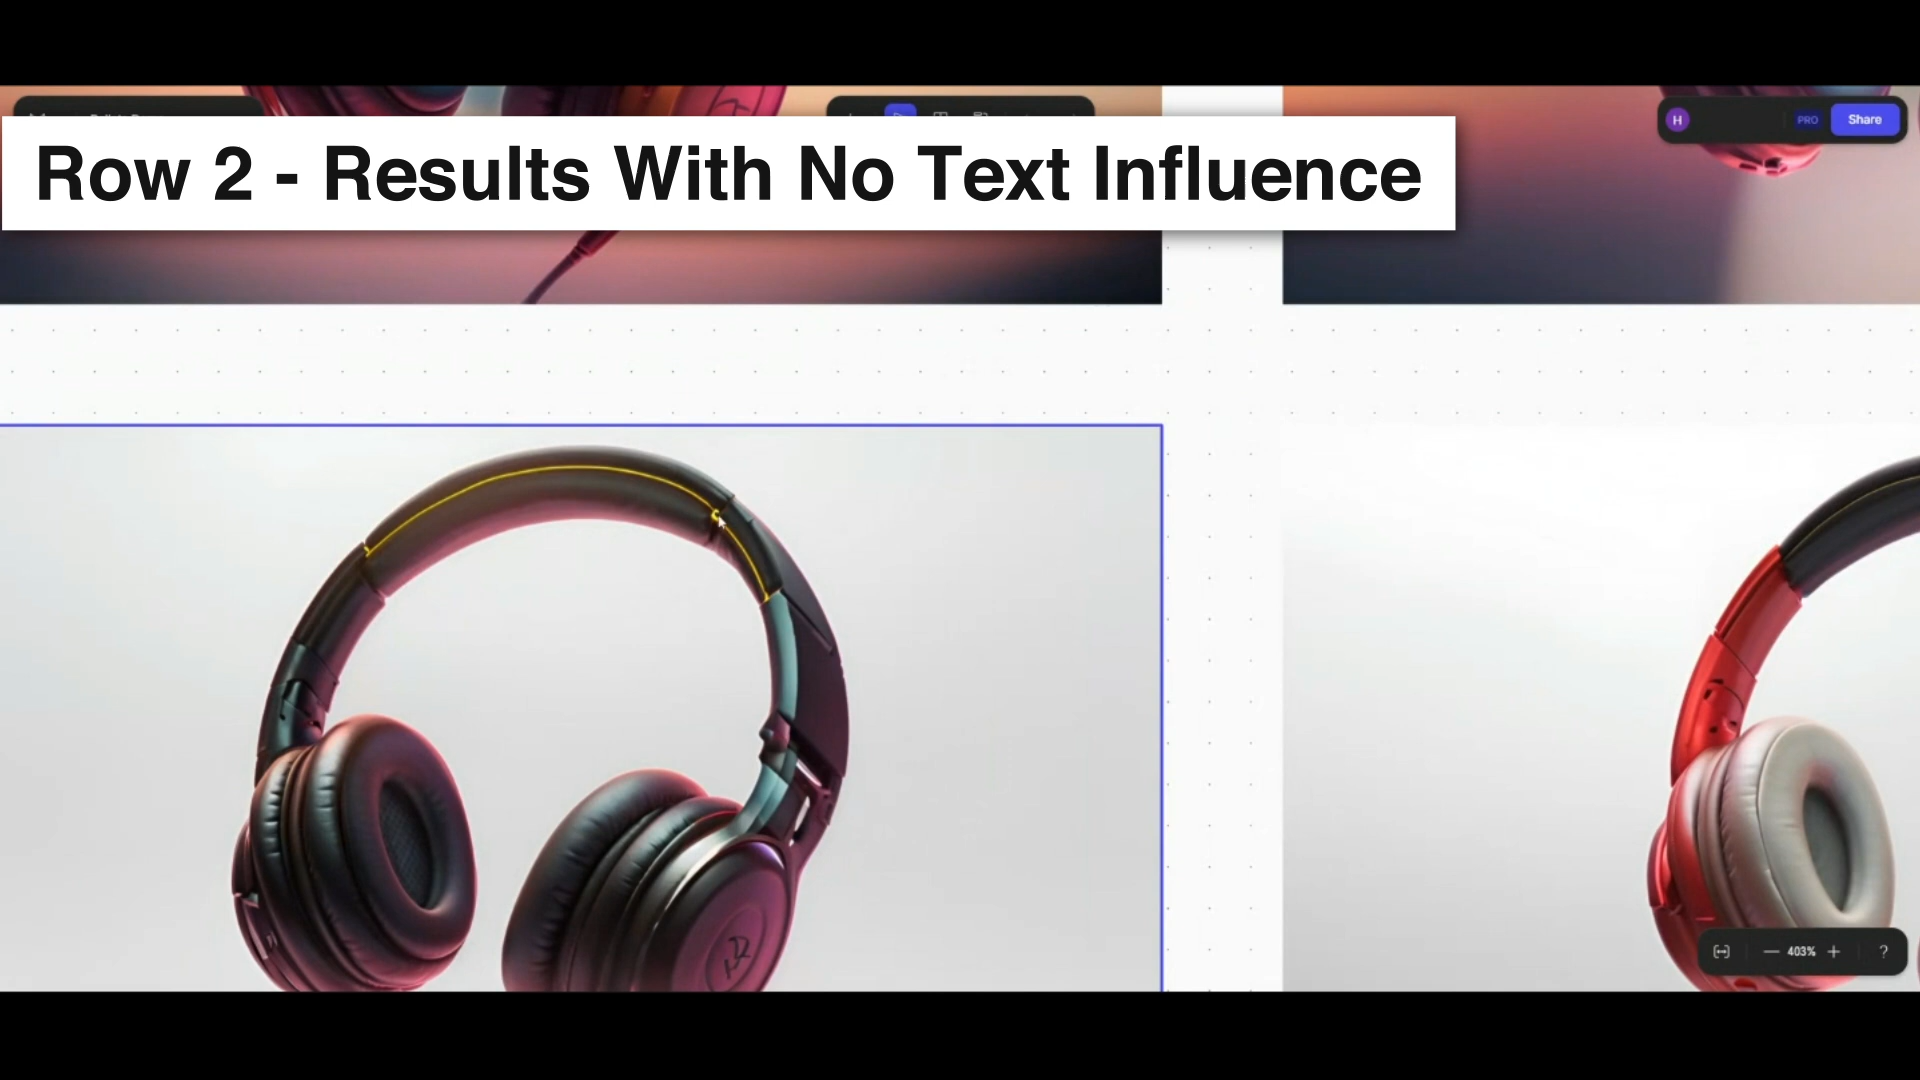 H
PRO
Share
Row 2 - Results With No Text Influence
403%
?